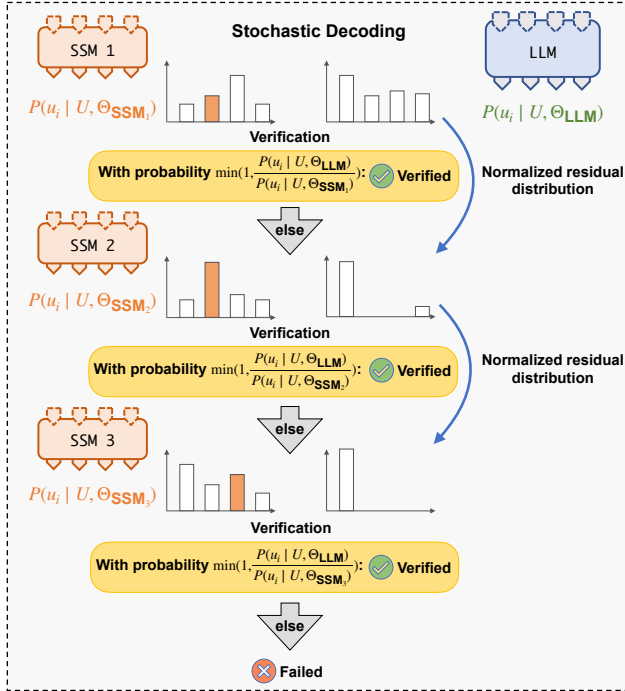 Stochastic Decoding
SSM 1
LLM
P(u_i | U, Θ_SSM₁)
P(u_i | U, Θ_LLM)
Verification
With probability min(1, P(u_i | U, Θ_LLM) / P(u_i | U, Θ_SSM₁)): Verified
Normalized residual
distribution
else
SSM 2
P(u_i | U, Θ_SSM₂)
Verification
With probability min(1, P(u_i | U, Θ_LLM) / P(u_i | U, Θ_SSM₂)): Verified
Normalized residual
distribution
else
SSM 3
P(u_i | U, Θ_SSM₃)
Verification
With probability min(1, P(u_i | U, Θ_LLM) / P(u_i | U, Θ_SSM₃)): Verified
else
Failed